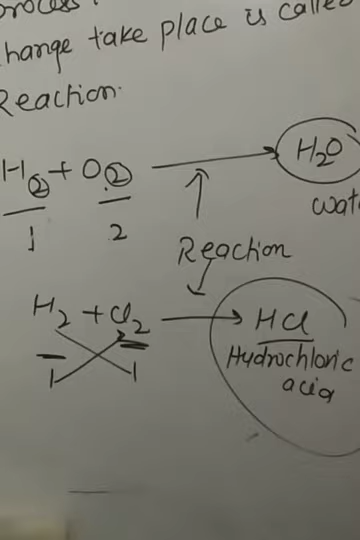 process.
change take place is called
Reaction.
H2 + O2 → H2O
1 2 water
Reaction
H2 + Cl2 → HCl
1 1 Hydrochloric
acid